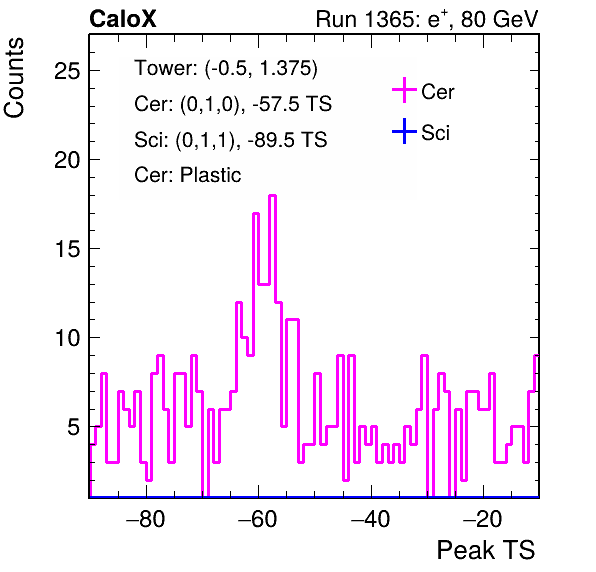 CaloX Run 1365: e⁺, 80 GeV
Counts
Tower: (-0.5, 1.375)
Cer: (0,1,0), -57.5 TS
Sci: (0,1,1), -89.5 TS
Cer: Plastic
Cer
Sci
25
20
15
10
5
−80 −60 −40 −20
Peak TS